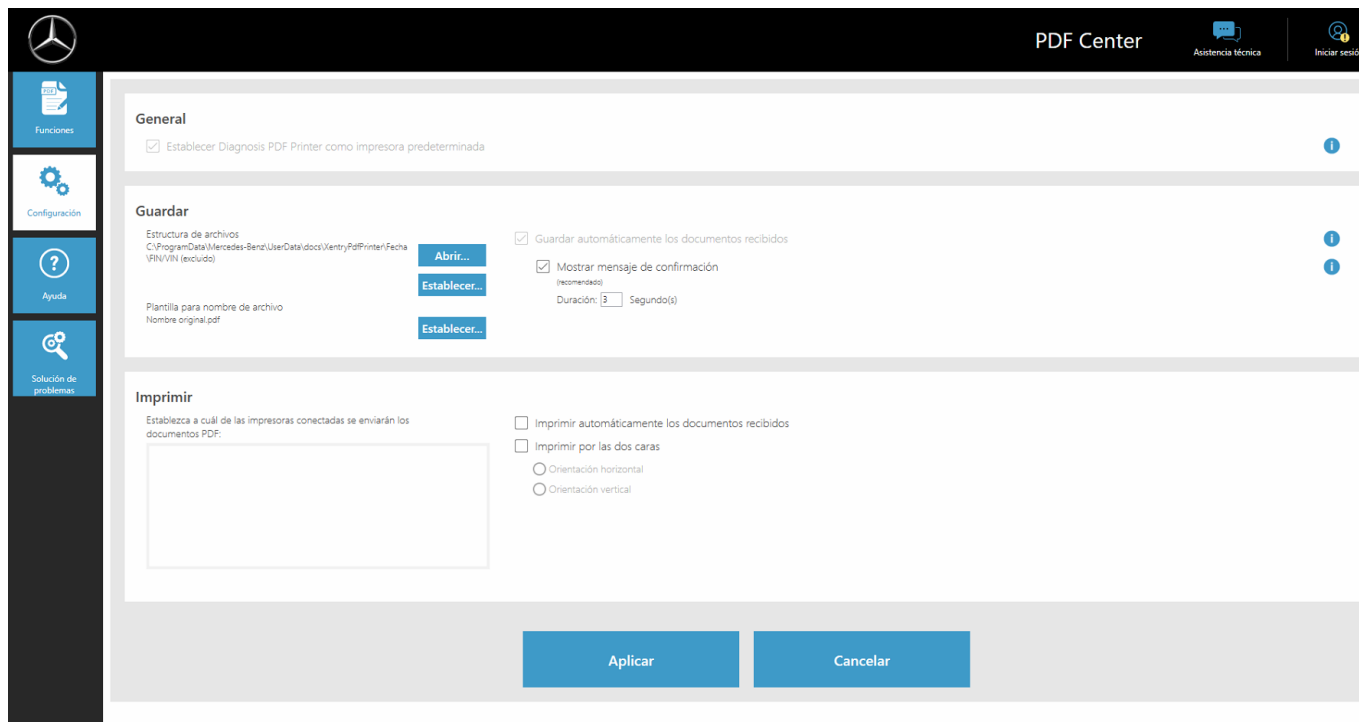 PDF Center
Asistencia técnica
Iniciar sesió
PDF
Funciones
Configuración
Ayuda
Solución de
problemas
General
Establecer Diagnosis PDF Printer como impresora predeterminada
Guardar
Estructura de archivos
C:\ProgramData\Mercedes-Benz\UserData\docs\XentryPdfPrinter\Fecha
\FIN/VIN (excluido)
Abrir...
Establecer...
Plantilla para nombre de archivo
Nombre original.pdf
Establecer...
Guardar automáticamente los documentos recibidos
Mostrar mensaje de confirmación
(recomendado)
Duración: 3 Segundo(s)
Imprimir
Establezca a cuál de las impresoras conectadas se enviarán los
documentos PDF:
Imprimir automáticamente los documentos recibidos
Imprimir por las dos caras
Orientación horizontal
Orientación vertical
Aplicar
Cancelar